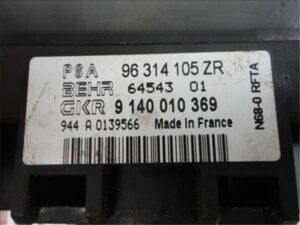 PSA 96 314 105 ZR
BEHR 64543 01
GKR 9 140 010 369
944 A 0139566 Made in France
N68-0 RFTA